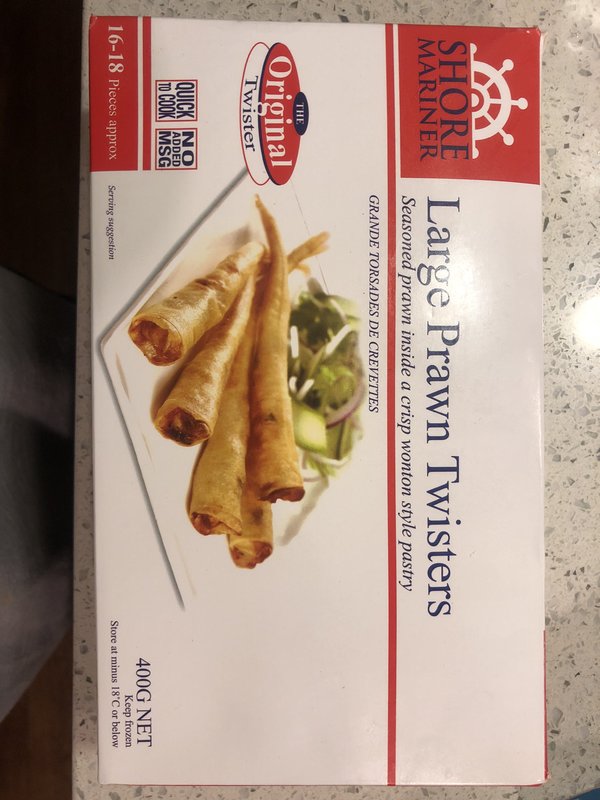 SHORE
MARINER
Large Prawn Twisters
Seasoned prawn inside a crisp wonton style pastry
GRANDE TORSADES DE CREVETTES
THE
Original
Twister
QUICK
TO COOK
NO
ADDED
MSG
16-18 Pieces approx
Serving suggestion
400G NET
Keep frozen
Store at minus 18°C or below